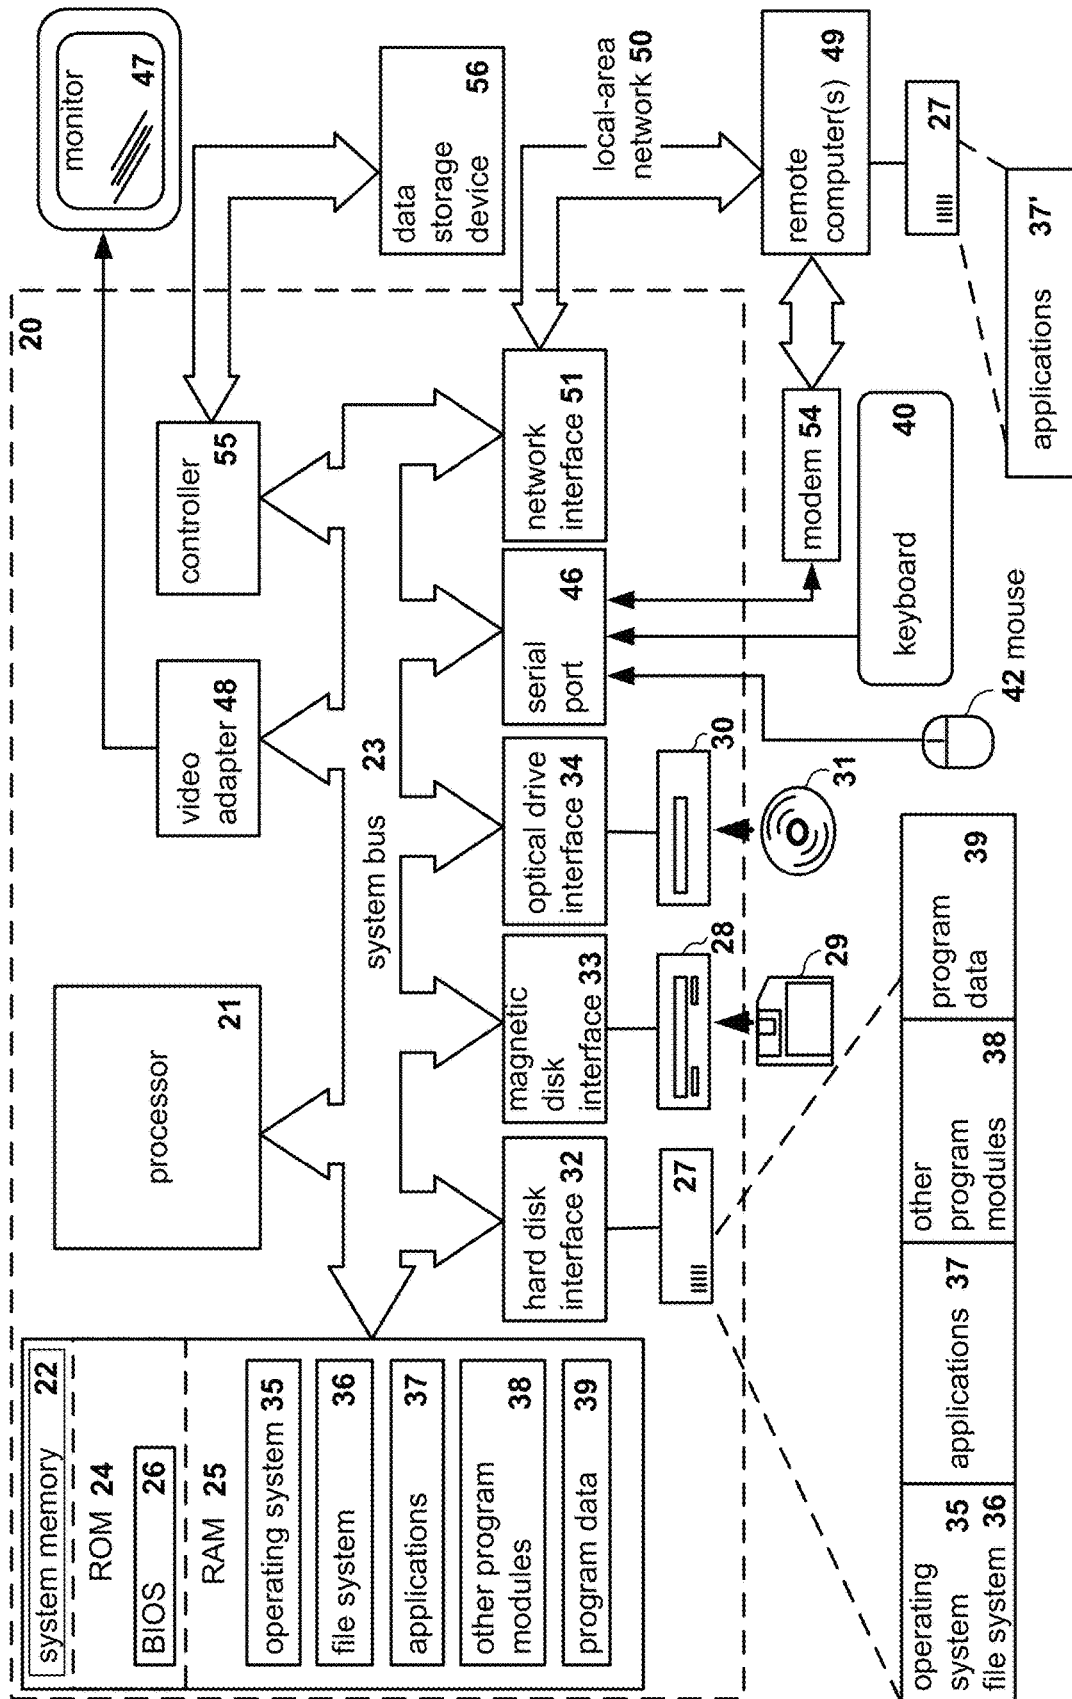 system memory 22
ROM 24
BIOS 26
RAM 25
operating system 35
file system 36
applications 37
other program
modules 38
program data 39
processor
21
video
adapter 48
controller
55
monitor
47
20
system bus 23
data
storage
device
56
hard disk
interface 32
magnetic
disk
interface 33
optical drive
interface 34
serial
port
46
network
interface 51
local-area
network 50
27
28
30
29
31
modem 54
remote
computer(s) 49
27
keyboard
40
42 mouse
applications
37'
operating
system 35
file system 36
applications 37
other
program
modules 38
program
data 39